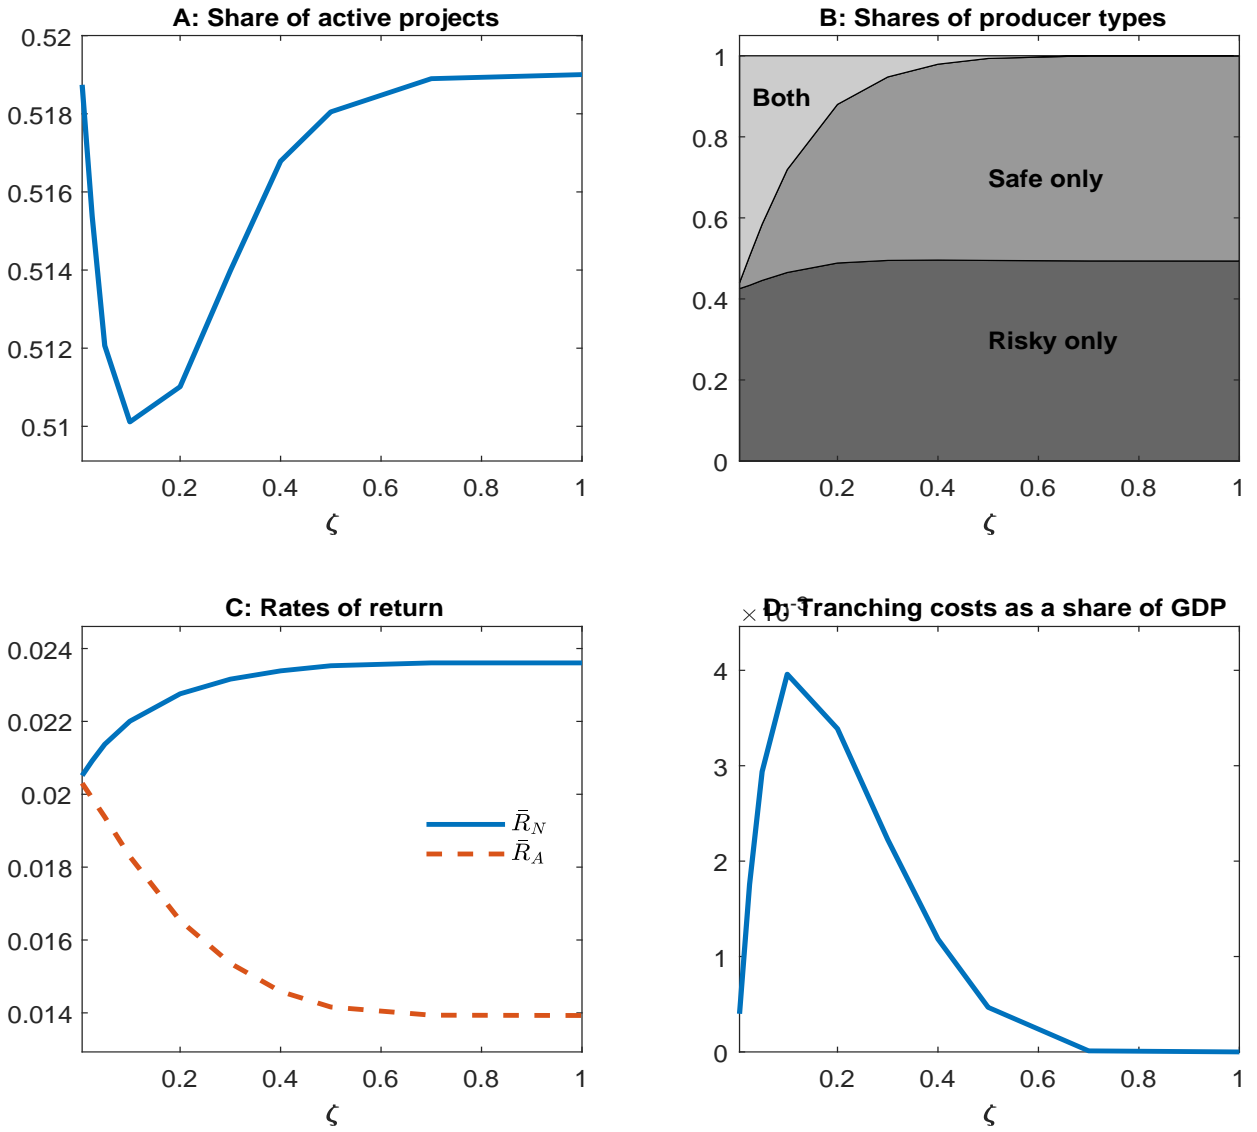 A: Share of active projects
0.52
0.518
0.516
0.514
0.512
0.51
0.2 0.4 0.6 0.8 1
ζ
B: Shares of producer types
1
0.8
0.6
0.4
0.2
0
Both
Safe only
Risky only
0.2 0.4 0.6 0.8 1
ζ
C: Rates of return
0.024
0.022
0.02
0.018
0.016
0.014
R̄_N
R̄_A
0.2 0.4 0.6 0.8 1
ζ
D: Tranching costs as a share of GDP
× 10^-3
4
3
2
1
0
0.2 0.4 0.6 0.8 1
ζ